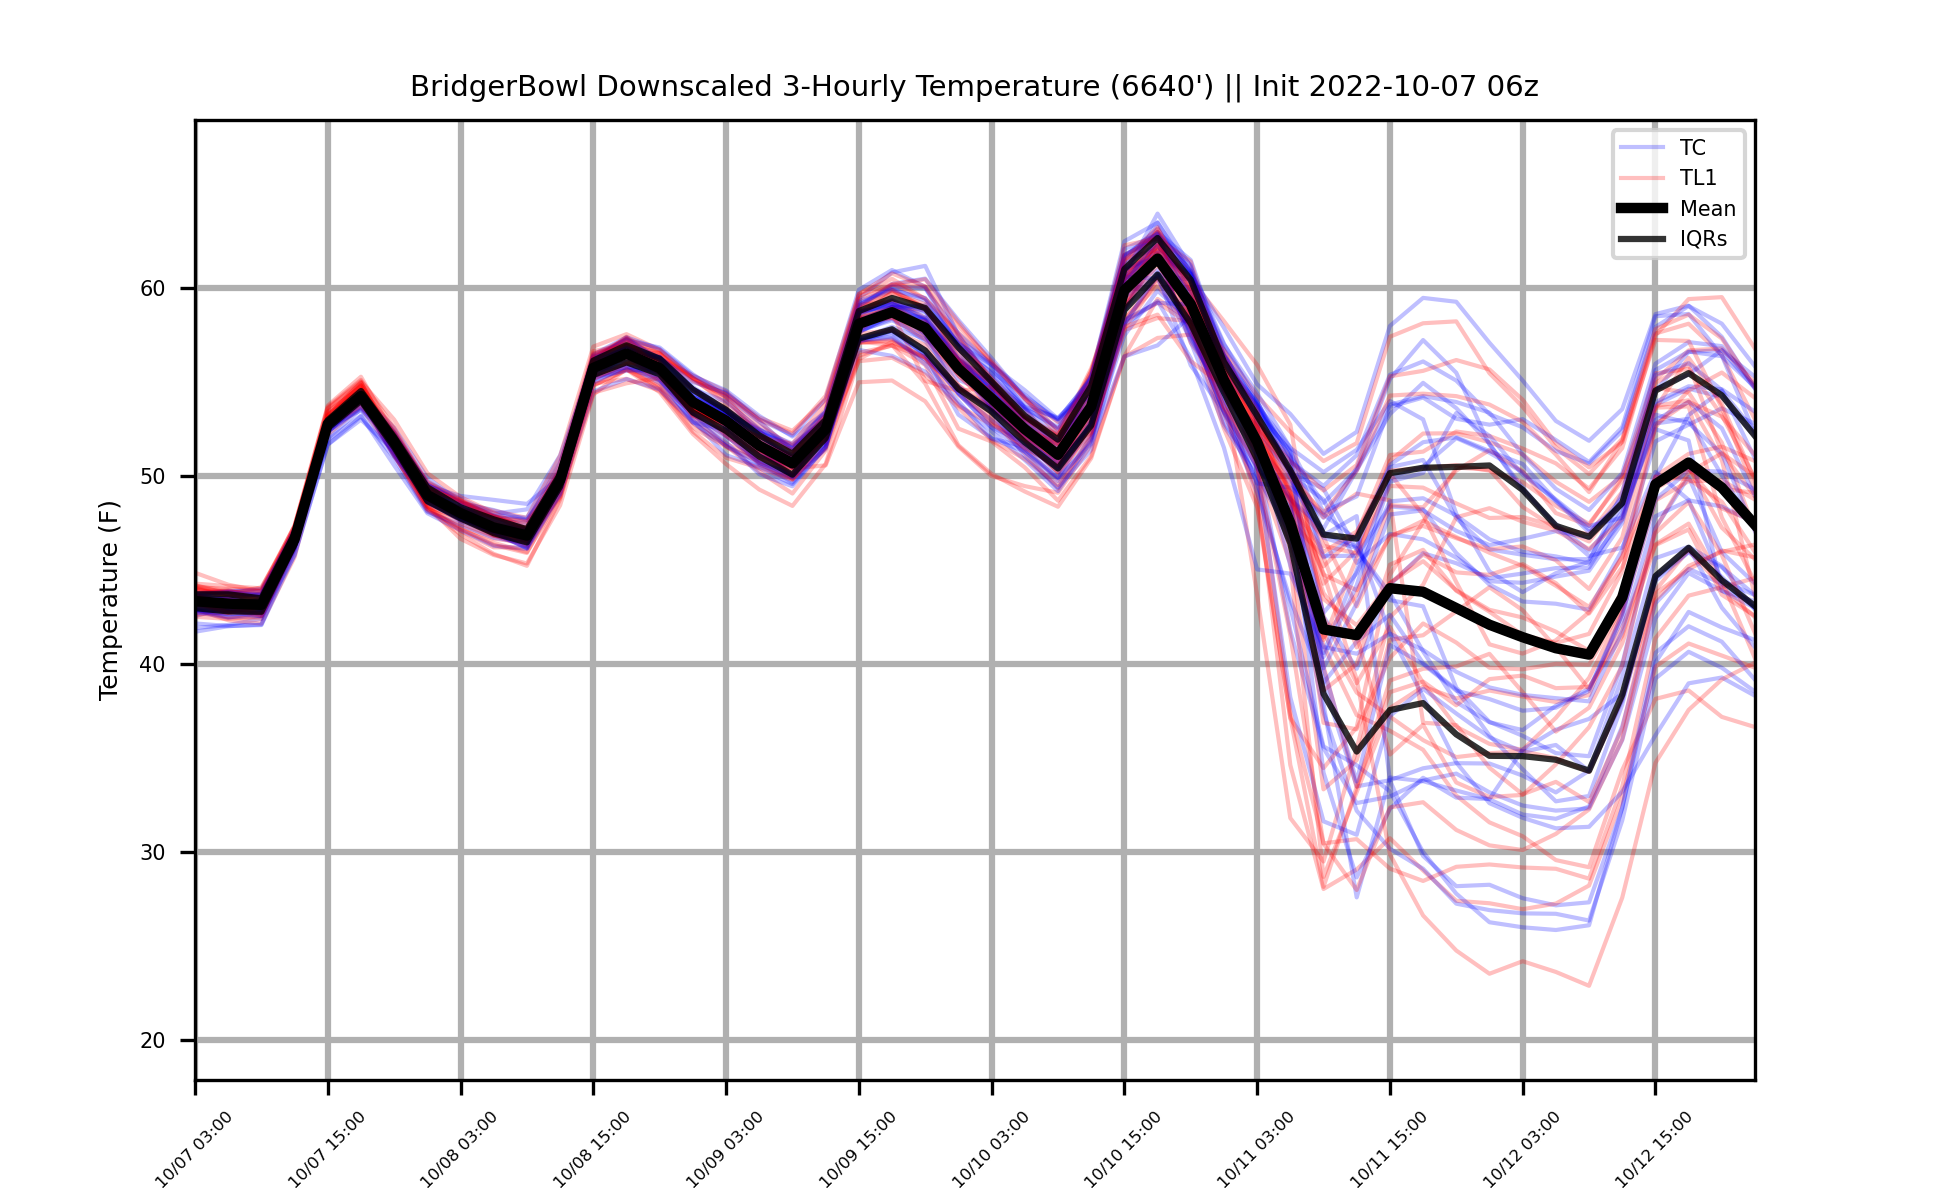 BridgerBowl Downscaled 3-Hourly Temperature (6640') || Init 2022-10-07 06z
TC
TL1
Mean
IQRs
Temperature (F)
60
50
40
30
20
10/07 03:00
10/07 15:00
10/08 03:00
10/08 15:00
10/09 03:00
10/09 15:00
10/10 03:00
10/10 15:00
10/11 03:00
10/11 15:00
10/12 03:00
10/12 15:00